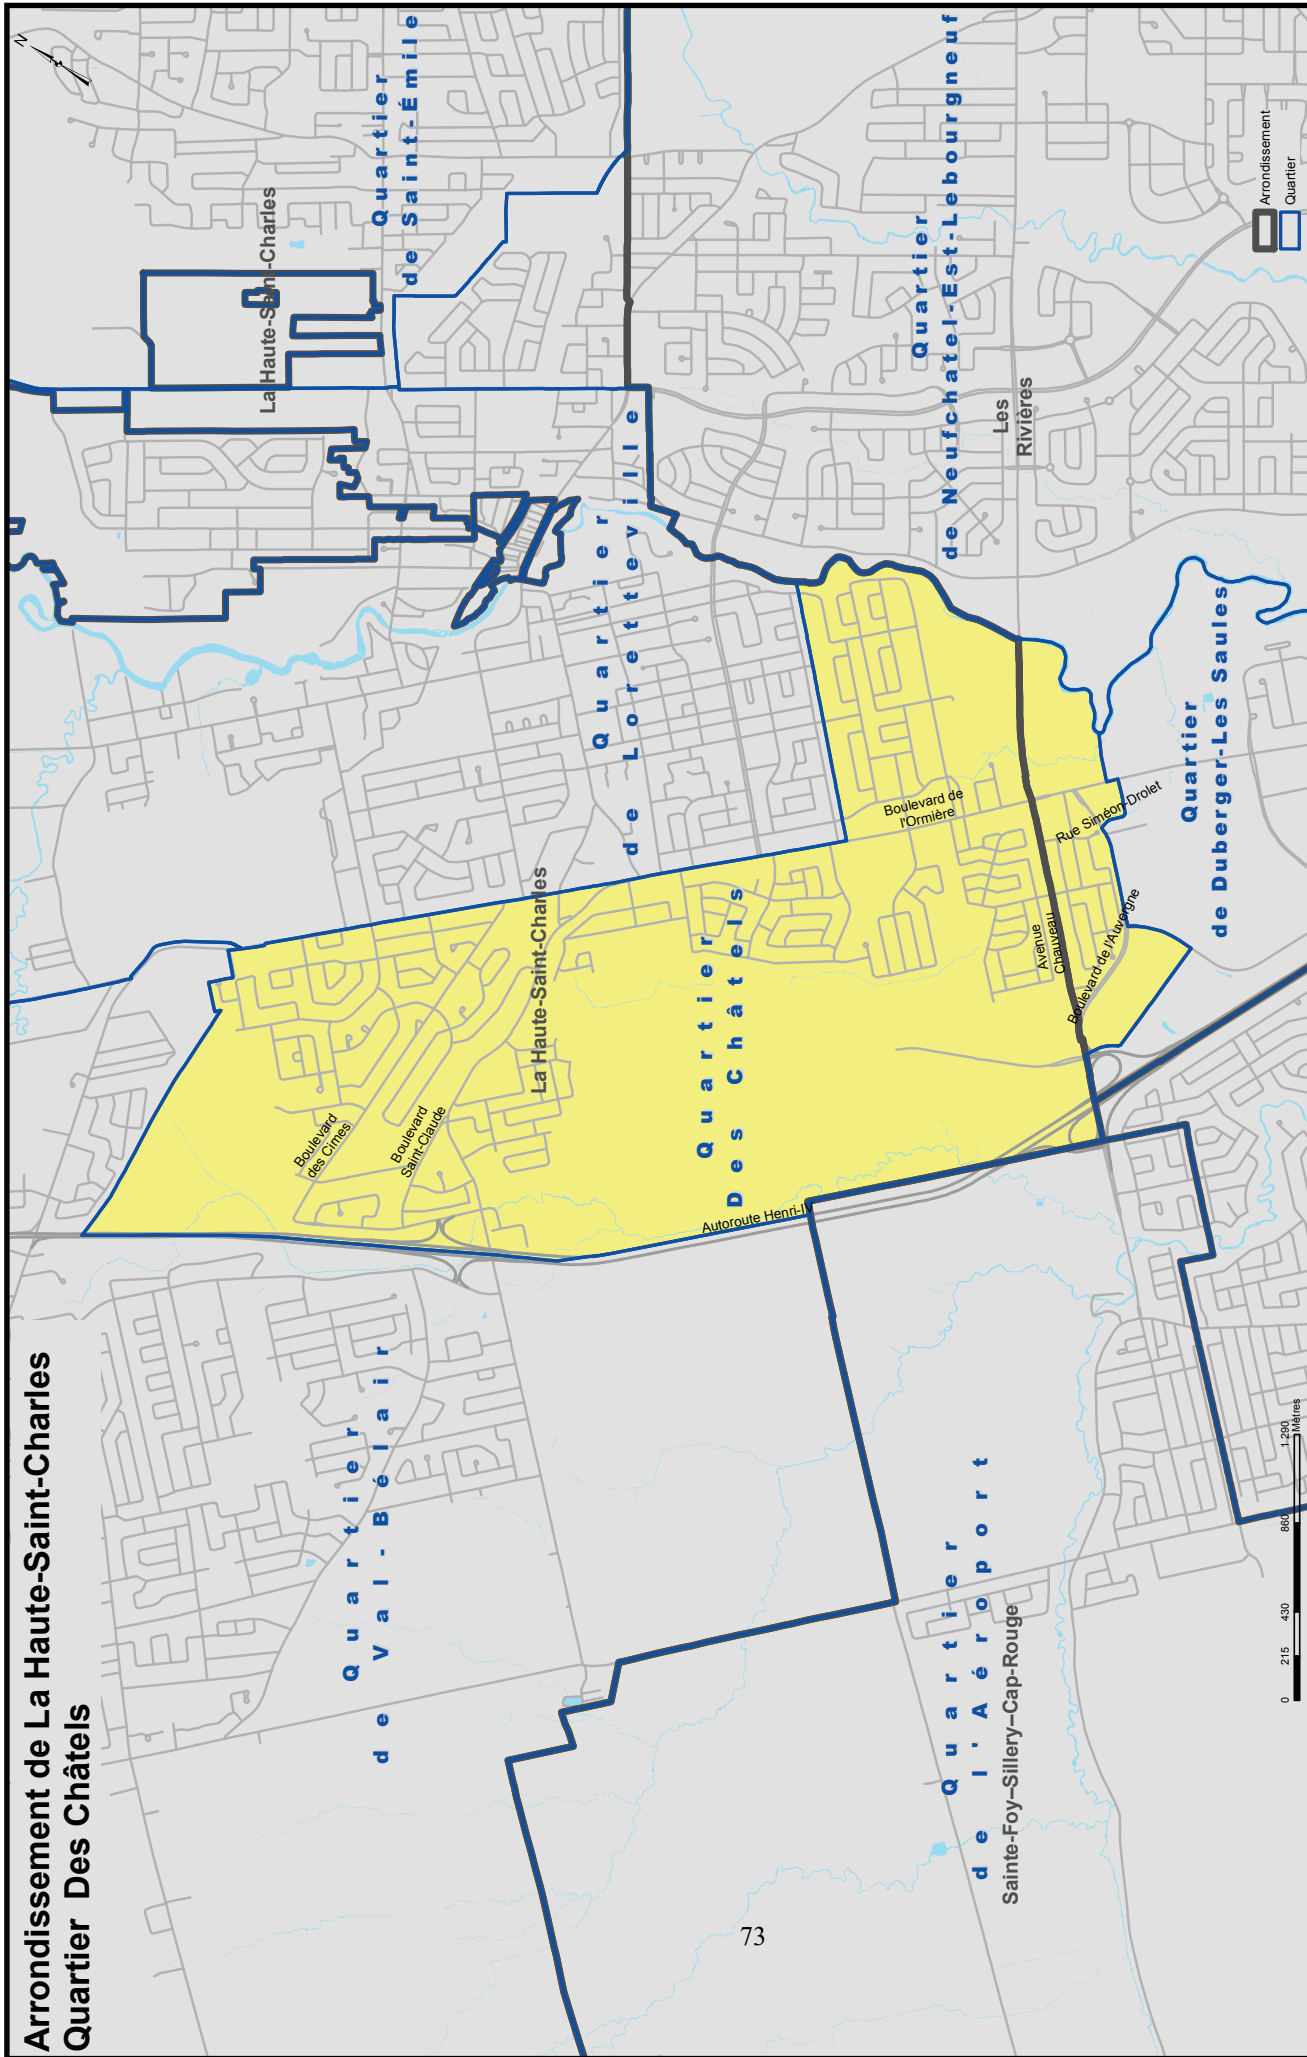 Arrondissement de La Haute-Saint-Charles
Quartier Des Châtels
N
Quartier
de Saint-Émile
La Haute-Saint-Charles
Quartier
de Val-Bélair
Boulevard
des Cimes
Boulevard
Saint-Claude
La Haute-Saint-Charles
Quartier
de Loretteville
Quartier
Des Châtels
Autoroute Henri-IV
Boulevard de
l'Ormière
Quartier
de Neufchatel-Est-Lebourgneuf
Les
Rivières
Avenue
Chauveau
Rue Siméon-Drolet
Boulevard de l'Auvergne
Quartier
de l'Aéroport
Sainte-Foy–Sillery–Cap-Rouge
Quartier
de Duberger-Les Saules
Arrondissement
Quartier
0 215 430 860 1 290
Mètres
73